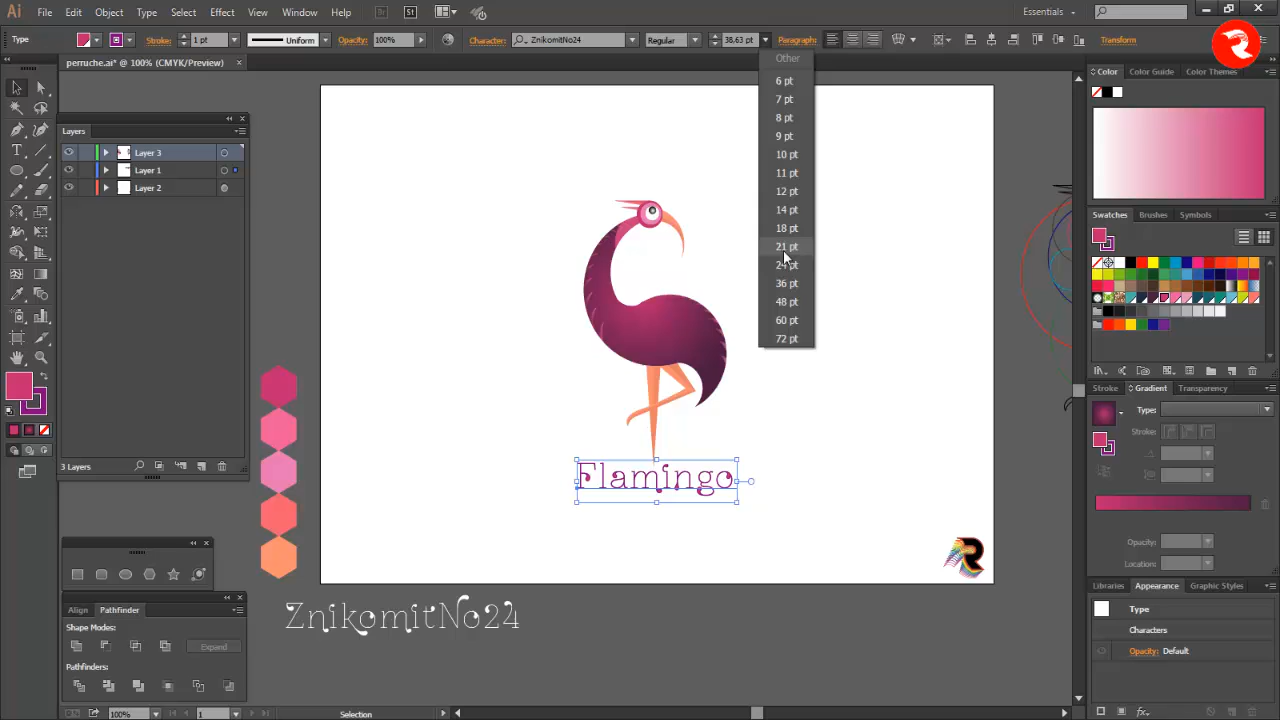 Ai File Edit Object Type Select Effect View Window Help Br St Essentials
Type Stroke: 1 pt Uniform Opacity: 100% Character: ZnikomitNo24 Regular 38.63 pt Paragraph: Transform
perruche.ai* @ 100% (CMYK/Preview)
Other
6 pt
7 pt
8 pt
9 pt
10 pt
11 pt
12 pt
14 pt
18 pt
21 pt
24 pt
36 pt
48 pt
60 pt
72 pt
Layers
Layer 3
Layer 1
Layer 2
3 Layers
Color Color Guide Color Themes
Swatches Brushes Symbols
Stroke Gradient Transparency
Type:
Stroke:
Opacity:
Location:
Flamingo
R
ZnikomitNo24
Align Pathfinder
Shape Modes:
Expand
Pathfinders:
Libraries Appearance Graphic Styles
Type
Characters
Opacity: Default
fx
100% 1 Selection